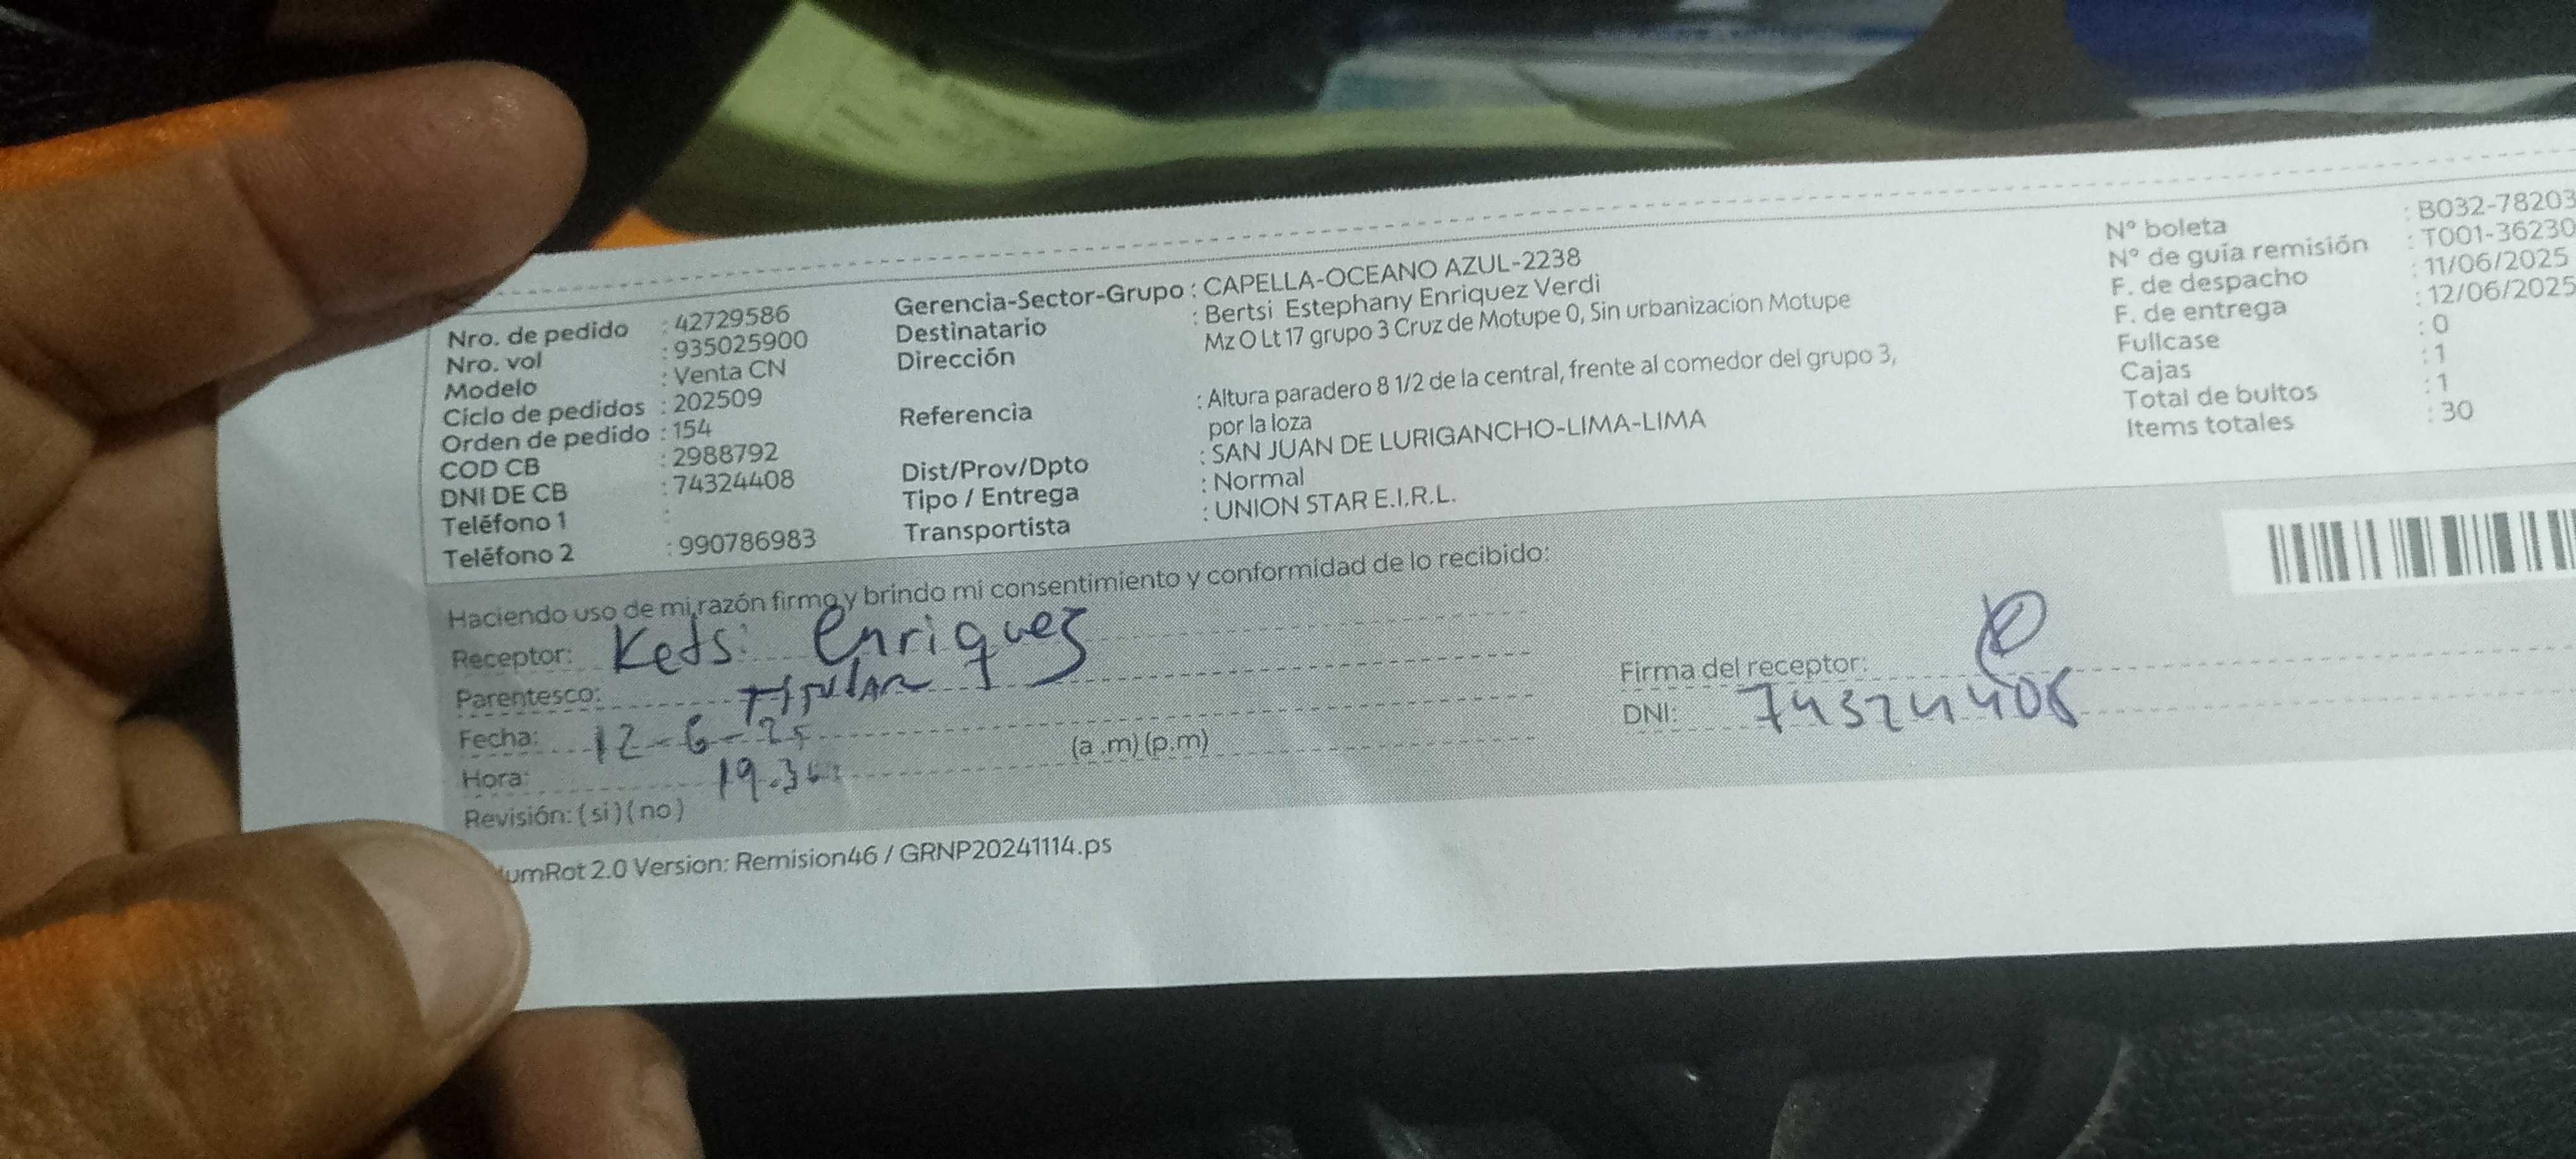 Nro. de pedido : 42729586
Nro. vol : 935025900
Modelo : Venta CN
Ciclo de pedidos : 202509
Orden de pedido : 154
COD CB : 2988792
DNI DE CB : 74324408
Teléfono 1 :
Teléfono 2 : 990786983
Gerencia-Sector-Grupo : CAPELLA-OCEANO AZUL-2238
Destinatario : Bertsi Estephany Enriquez Verdi
Dirección Mz O Lt 17 grupo 3 Cruz de Motupe 0, Sin urbanizacion Motupe
Referencia : Altura paradero 8 1/2 de la central, frente al comedor del grupo 3,
por la loza
Dist/Prov/Dpto : SAN JUAN DE LURIGANCHO-LIMA-LIMA
Tipo / Entrega : Normal
Transportista : UNION STAR E.I.R.L.
Nº boleta : B032-78203
Nº de guía remisión : T001-36230
F. de despacho : 11/06/2025
F. de entrega : 12/06/2025
Fullcase : 0
Cajas : 1
Total de bultos : 1
Items totales : 30
Haciendo uso de mi razón firmo y brindo mi consentimiento y conformidad de lo recibido:
Receptor: Kets: Enriquez
Parentesco: TITULAR
Fecha: 12-6-25
Hora: (a .m) (p.m)
Revisión: ( si ) ( no )
Firma del receptor:
DNI: 74324408
umRot 2.0 Version: Remision46 / GRNP20241114.ps